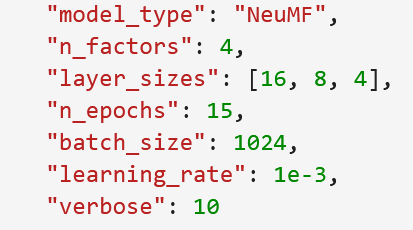 "model_type": "NeuMF",
"n_factors": 4,
"layer_sizes": [16, 8, 4],
"n_epochs": 15,
"batch_size": 1024,
"learning_rate": 1e-3,
"verbose": 10